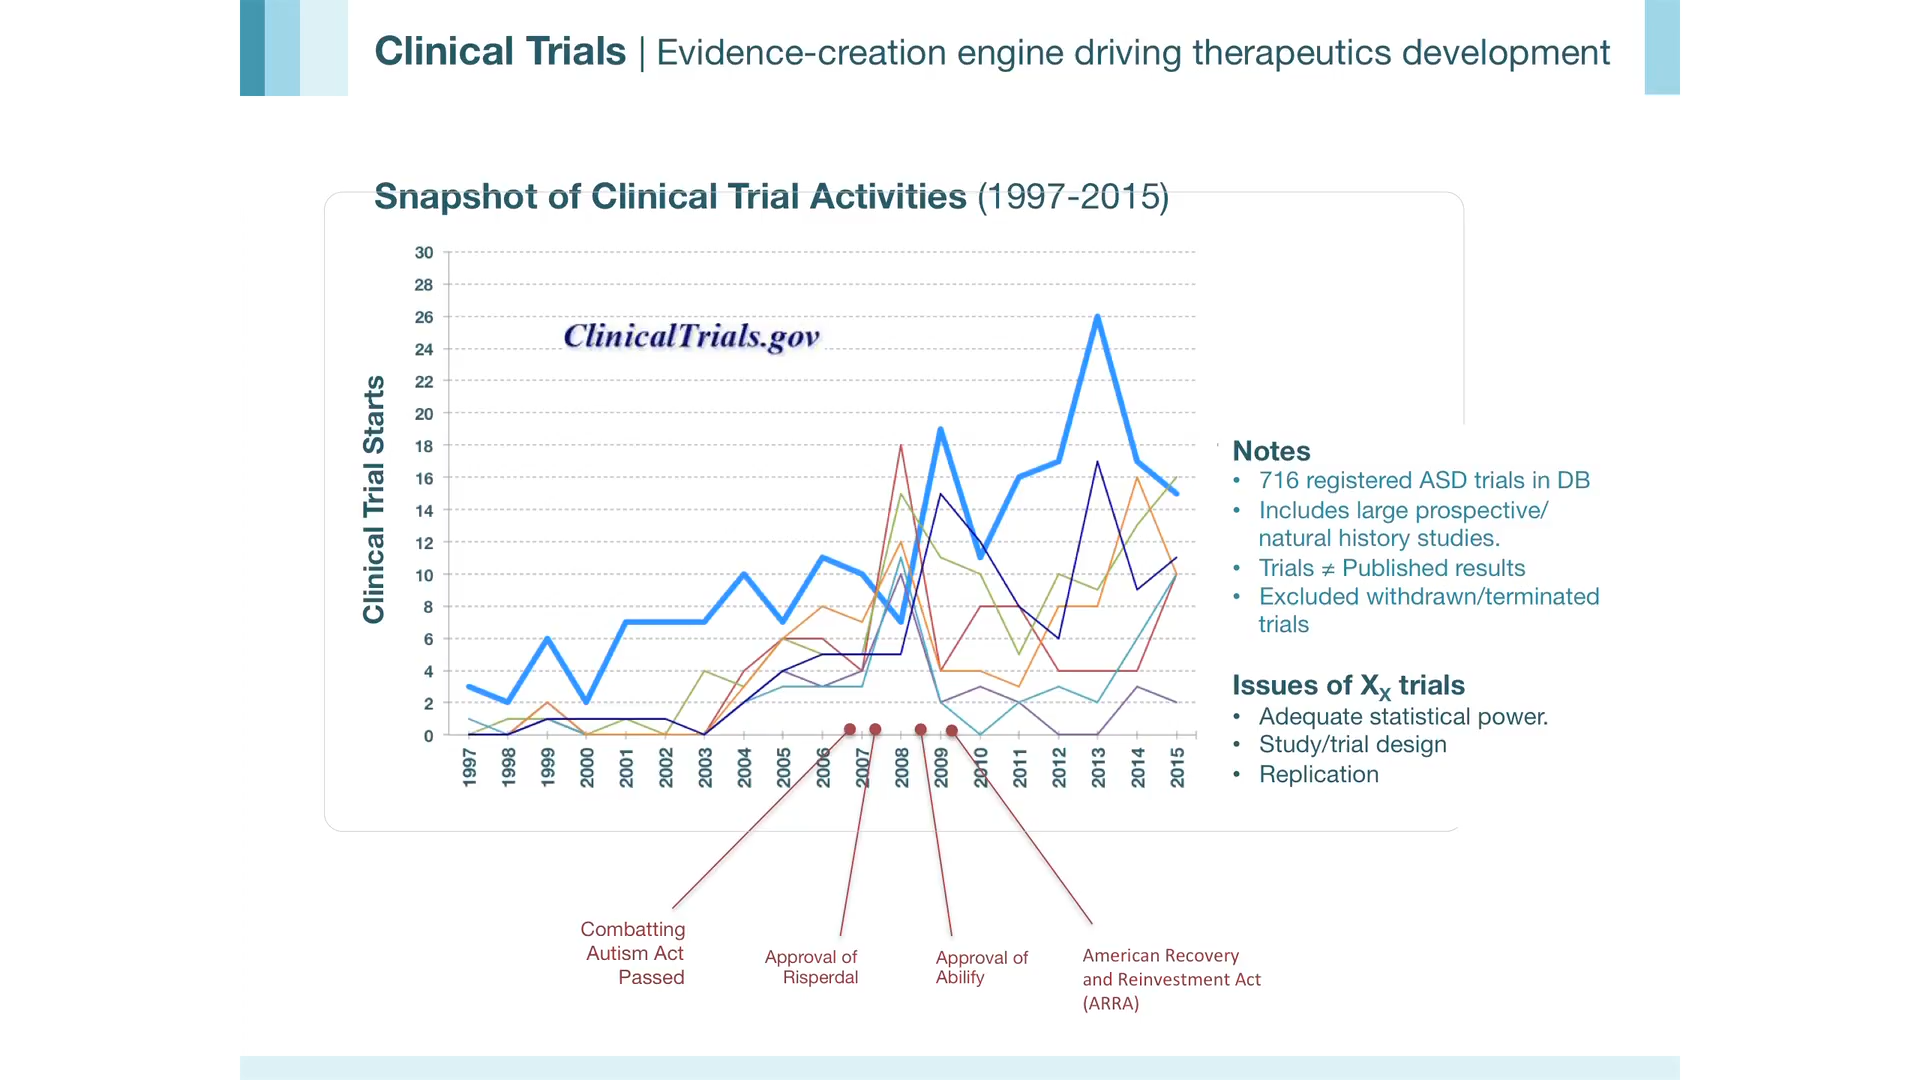 Clinical Trials | Evidence-creation engine driving therapeutics development
Snapshot of Clinical Trial Activities (1997-2015)
ClinicalTrials.gov
Clinical Trial Starts
30
28
26
24
22
20
18
16
14
12
10
8
6
4
2
0
1997 1998 1999 2000 2001 2002 2003 2004 2005 2006 2007 2008 2009 2010 2011 2012 2013 2014 2015
Notes
• 716 registered ASD trials in DB
• Includes large prospective/
natural history studies.
• Trials ≠ Published results
• Excluded withdrawn/terminated
trials
Issues of XX trials
• Adequate statistical power.
• Study/trial design
• Replication
Combatting
Autism Act
Passed
Approval of
Risperdal
Approval of
Abilify
American Recovery
and Reinvestment Act
(ARRA)